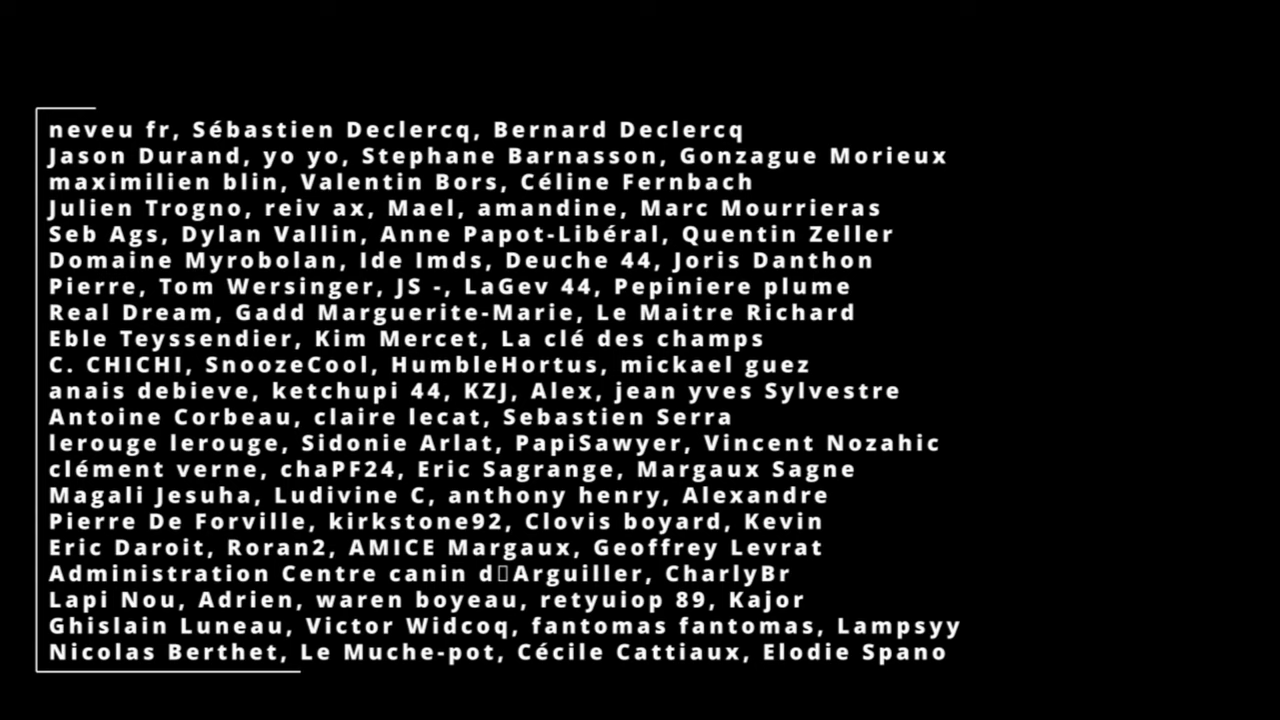 neveu fr, Sébastien Declercq, Bernard Declercq
Jason Durand, yo yo, Stephane Barnasson, Gonzague Morieux
maximilien blin, Valentin Bors, Céline Fernbach
Julien Trogno, reiv ax, Mael, amandine, Marc Mourrieras
Seb Ags, Dylan Vallin, Anne Papot-Libéral, Quentin Zeller
Domaine Myrobolan, Ide Imds, Deuche 44, Joris Danthon
Pierre, Tom Wersinger, JS -, LaGev 44, Pepiniere plume
Real Dream, Gadd Marguerite-Marie, Le Maitre Richard
Eble Teyssendier, Kim Mercet, La clé des champs
C. CHICHI, SnoozeCool, HumbleHortus, mickael guez
anais debieve, ketchupi 44, KZJ, Alex, jean yves Sylvestre
Antoine Corbeau, claire lecat, Sebastien Serra
lerouge lerouge, Sidonie Arlat, PapiSawyer, Vincent Nozahic
clément verne, chaPF24, Eric Sagrange, Margaux Sagne
Magali Jesuha, Ludivine C, anthony henry, Alexandre
Pierre De Forville, kirkstone92, Clovis boyard, Kevin
Eric Daroit, Roran2, AMICE Margaux, Geoffrey Levrat
Administration Centre canin d▯Arguiller, CharlyBr
Lapi Nou, Adrien, waren boyeau, retyuiop 89, Kajor
Ghislain Luneau, Victor Widcoq, fantomas fantomas, Lampsyy
Nicolas Berthet, Le Muche-pot, Cécile Cattiaux, Elodie Spano